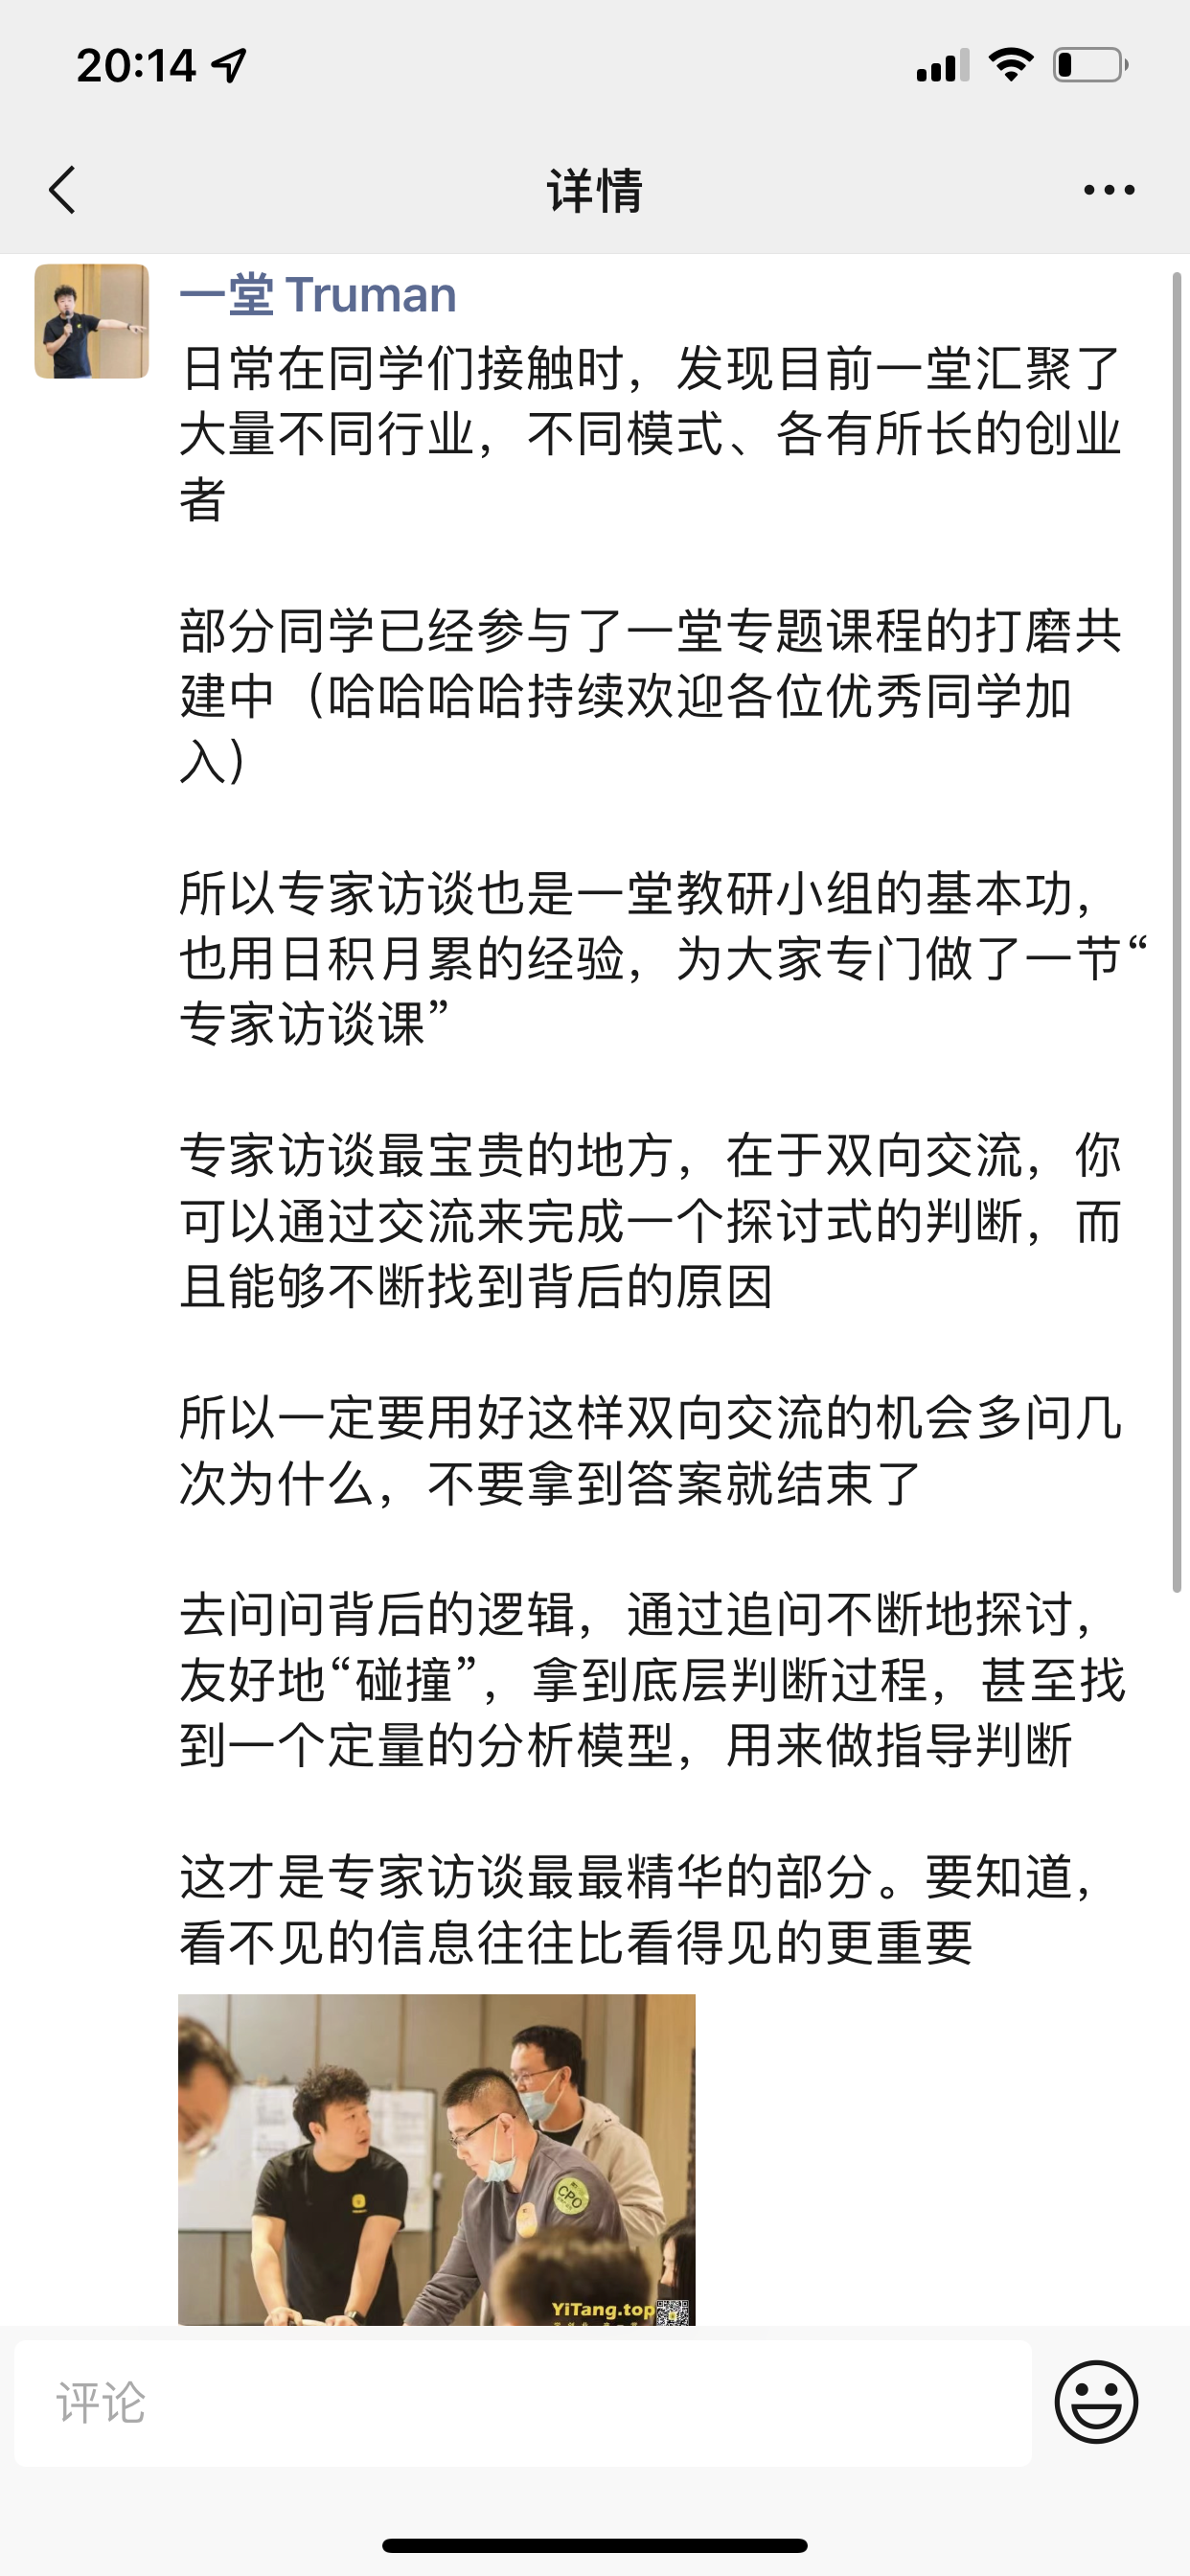 20:14
详情
一堂 Truman
日常在同学们接触时，发现目前一堂汇聚了
大量不同行业，不同模式、各有所长的创业
者
部分同学已经参与了一堂专题课程的打磨共
建中（哈哈哈哈持续欢迎各位优秀同学加
入）
所以专家访谈也是一堂教研小组的基本功，
也用日积月累的经验，为大家专门做了一节“
专家访谈课”
专家访谈最宝贵的地方，在于双向交流，你
可以通过交流来完成一个探讨式的判断，而
且能够不断找到背后的原因
所以一定要用好这样双向交流的机会多问几
次为什么，不要拿到答案就结束了
去问问背后的逻辑，通过追问不断地探讨，
友好地“碰撞”，拿到底层判断过程，甚至找
到一个定量的分析模型，用来做指导判断
这才是专家访谈最最精华的部分。要知道，
看不见的信息往往比看得见的更重要
CPO
YiTang.top
评论